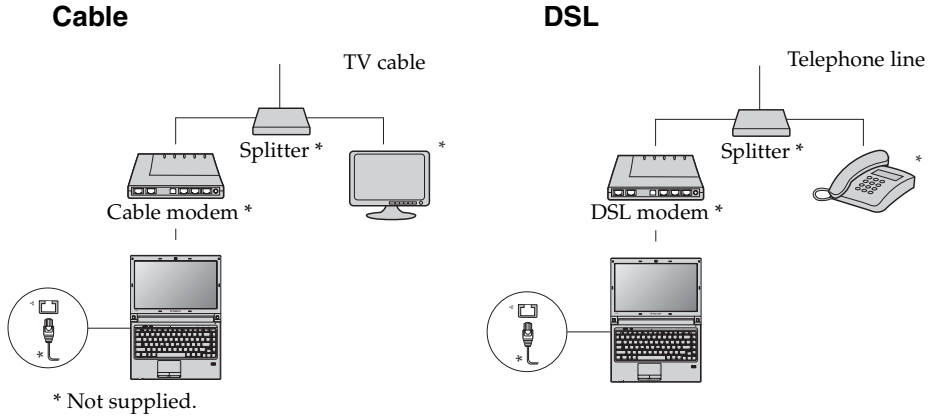 Cable
TV cable
Splitter *
*
Cable modem *
*
* Not supplied.
DSL
Telephone line
Splitter *
*
DSL modem *
*